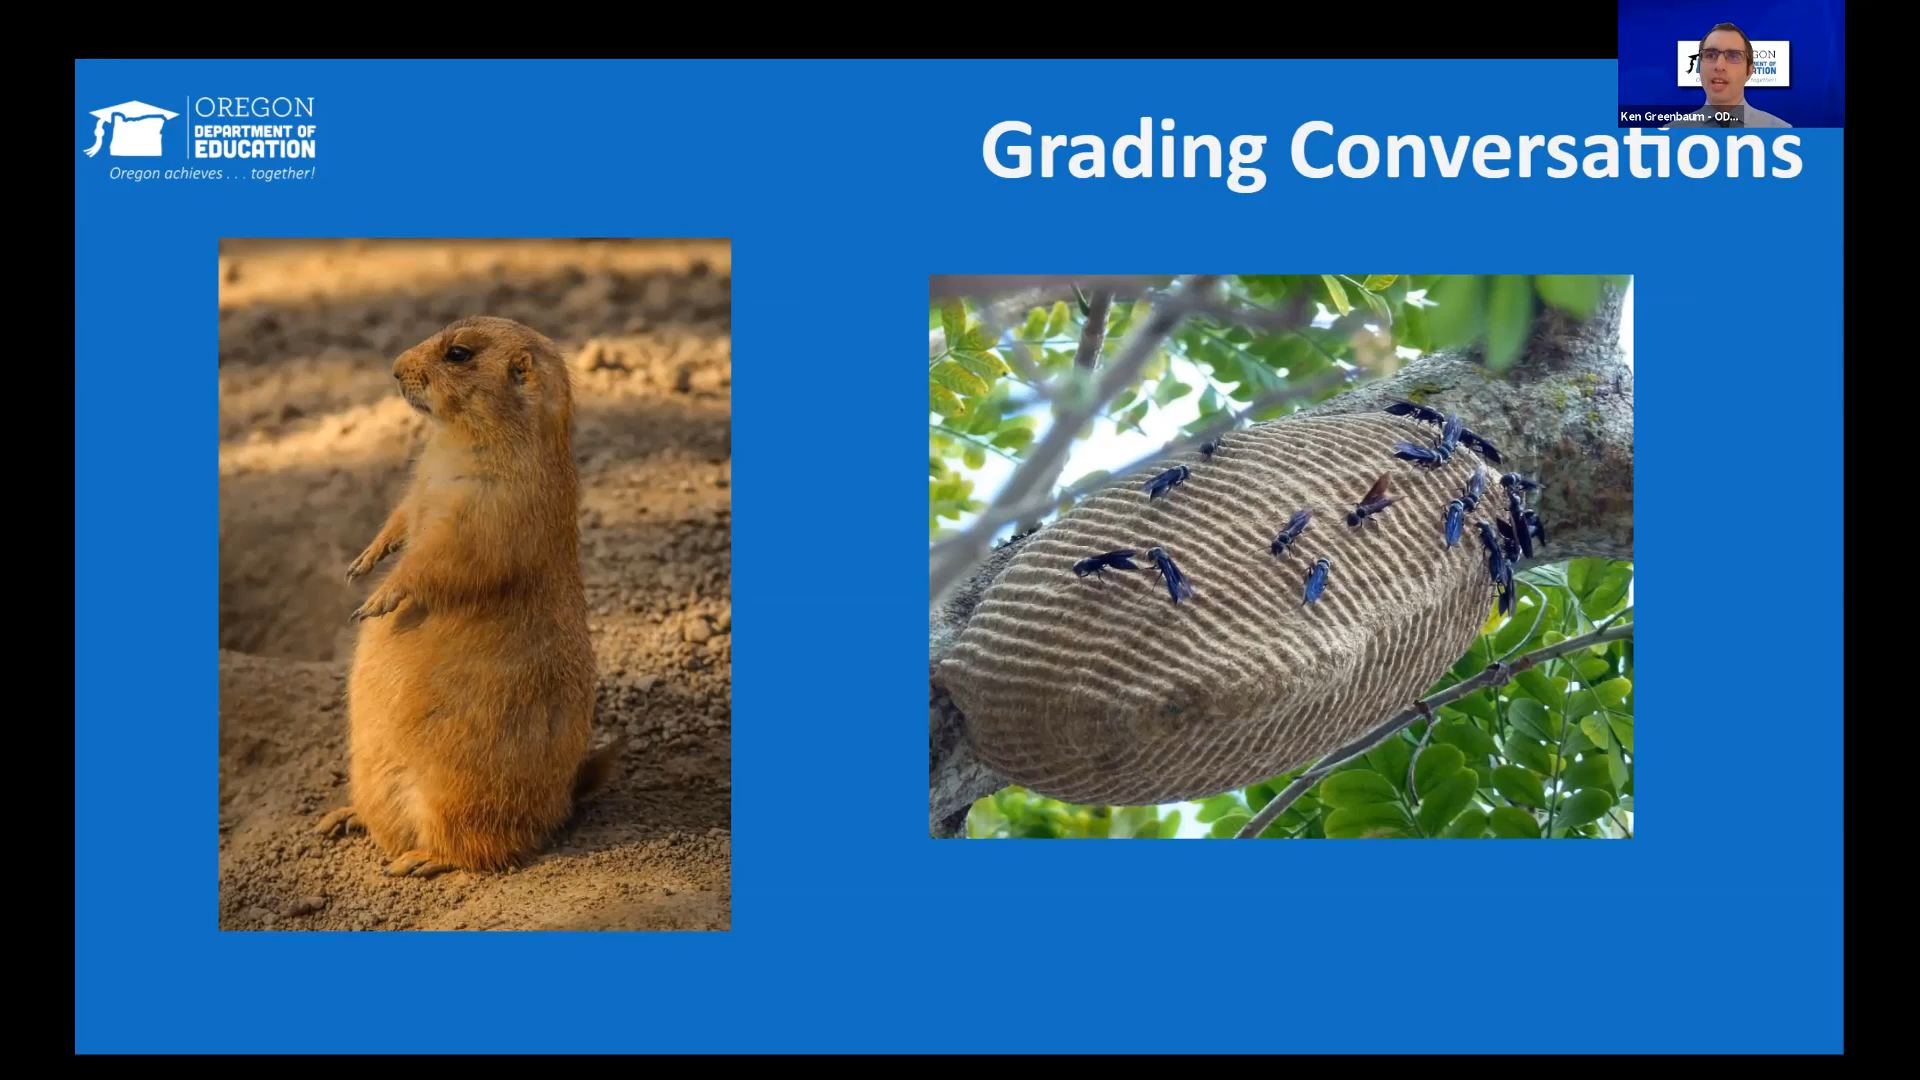 OREGON
DEPARTMENT OF
EDUCATION
Oregon achieves . . . together!
Grading Conversations
Ken Greenbaum - OD...